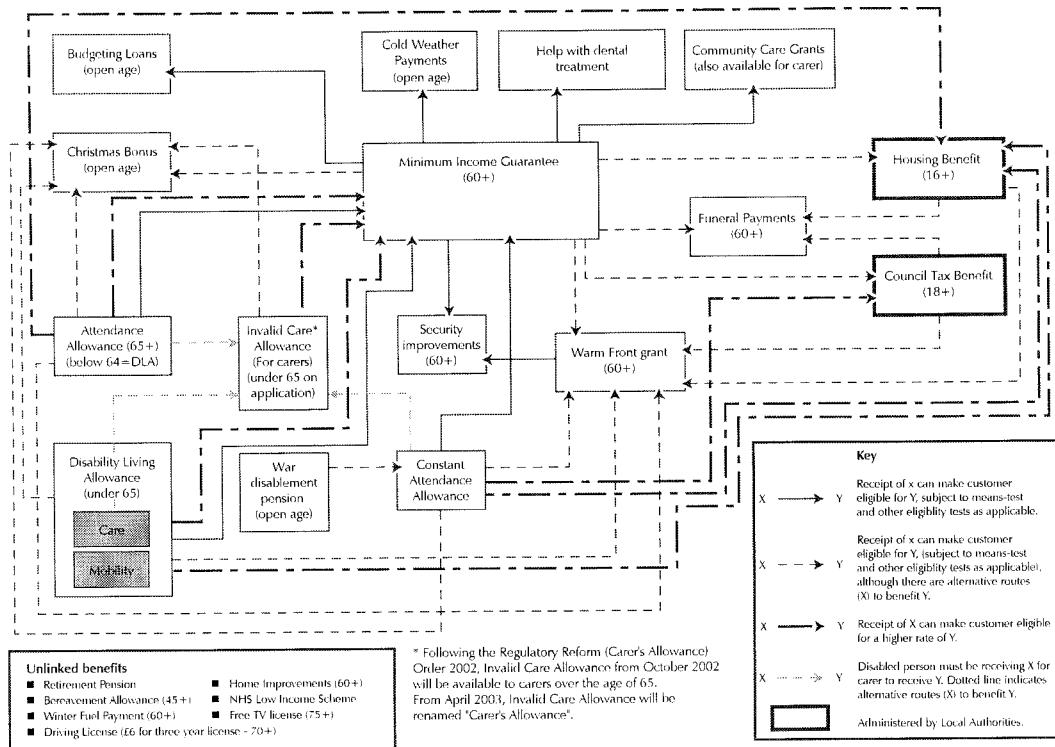 Budgeting Loans
(open age)
Cold Weather
Payments
(open age)
Help with dental
treatment
Community Care Grants
(also available for carer)
Christmas Bonus
(open age)
Minimum Income Guarantee
(60+)
Housing Benefit
(16+)
Funeral Payments
(60+)
Council Tax Benefit
(18+)
Attendance
Allowance (65+)
(below 64=DLA)
Invalid Care*
Allowance
(For carers)
(under 65 on
application)
Security
improvements
(60+)
Warm Front grant
(60+)
Disability Living
Allowance
(under 65)
Care
Mobility
War
disablement
pension
(open age)
Constant
Attendance
Allowance
Key
X Y Receipt of x can make customer
eligible for Y, subject to means-test
and other eligiblity tests as applicable.
X Y Receipt of x can make customer
eligible for Y, (subject to means-test
and other eligiblity tests as applicable),
although there are alternative routes
(X) to benefit Y.
X Y Receipt of X can make customer eligible
for a higher rate of Y.
X Y Disabled person must be receiving X for
carer to receive Y. Dotted line indicates
alternative routes (X) to benefit Y.
Administered by Local Authorities.
Unlinked benefits
■ Retirement Pension
■ Bereavement Allowance (45+)
■ Winter Fuel Payment (60+)
■ Driving License (£6 for three year license - 70+)
■ Home Improvements (60+)
■ NHS Low Income Scheme
■ Free TV license (75+)
* Following the Regulatory Reform (Carer's Allowance)
Order 2002, Invalid Care Allowance from October 2002
will be available to carers over the age of 65.
From April 2003, Invalid Care Allowance will be
renamed "Carer's Allowance".